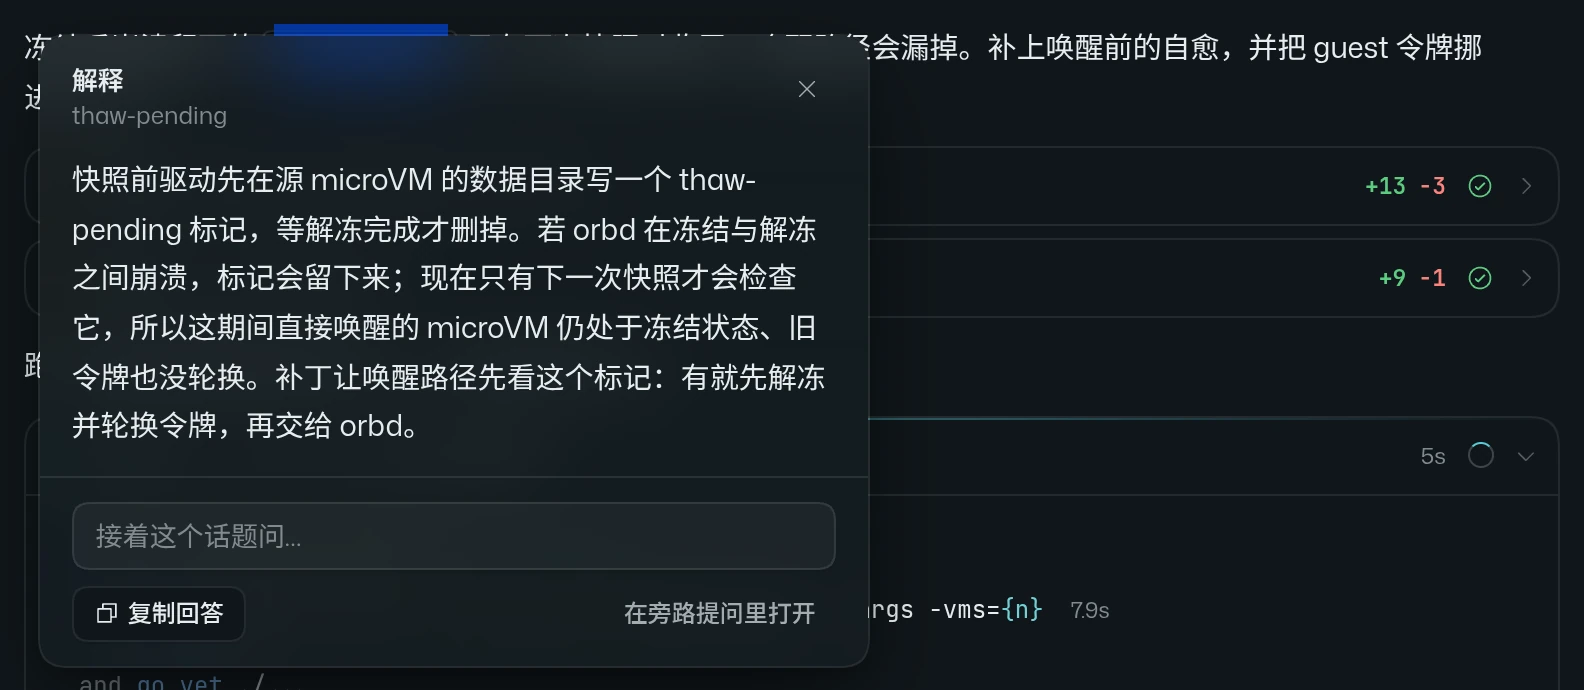 会漏掉。补上唤醒前的自愈，并把 guest 令牌挪
解释
thaw-pending
快照前驱动先在源 microVM 的数据目录写一个 thaw-
pending 标记，等解冻完成才删掉。若 orbd 在冻结与解冻
之间崩溃，标记会留下来；现在只有下一次快照才会检查
它，所以这期间直接唤醒的 microVM 仍处于冻结状态、旧
令牌也没轮换。补丁让唤醒路径先看这个标记：有就先解冻
并轮换令牌，再交给 orbd。
+13 -3
+9 -1
5s
接着这个话题问...
复制回答
在旁路提问里打开
args -vms={n} 7.9s
and go vet ./